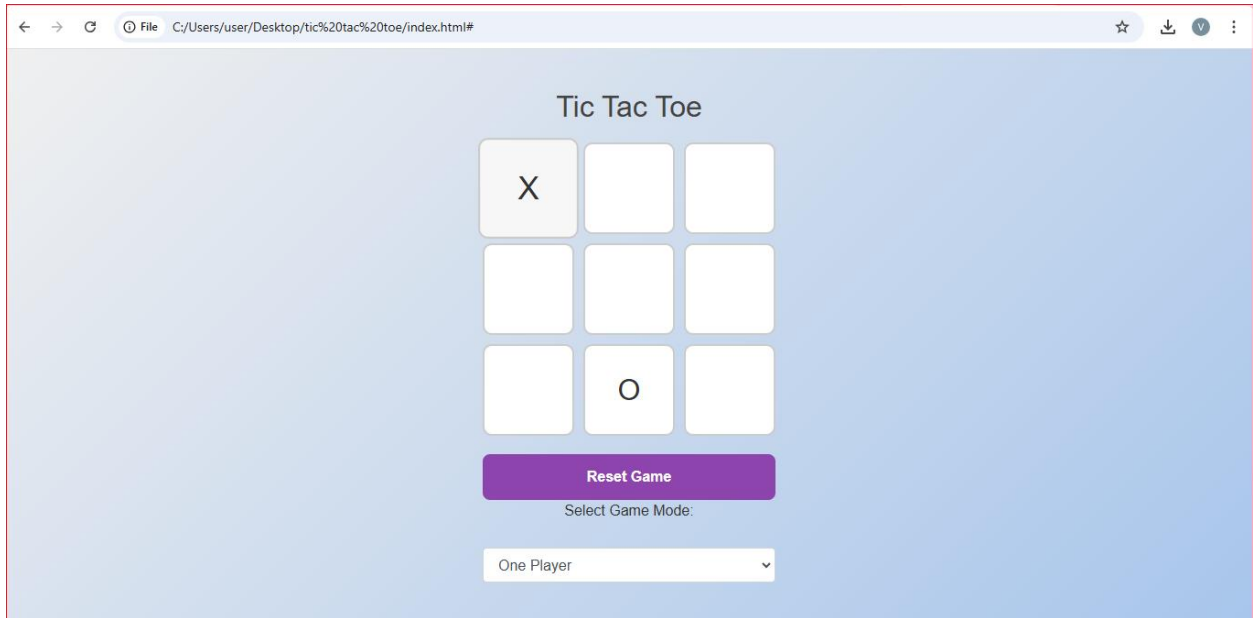 File C:/Users/user/Desktop/tic%20tac%20toe/index.html# V
Tic Tac Toe
X
O
Reset Game
Select Game Mode:
One Player